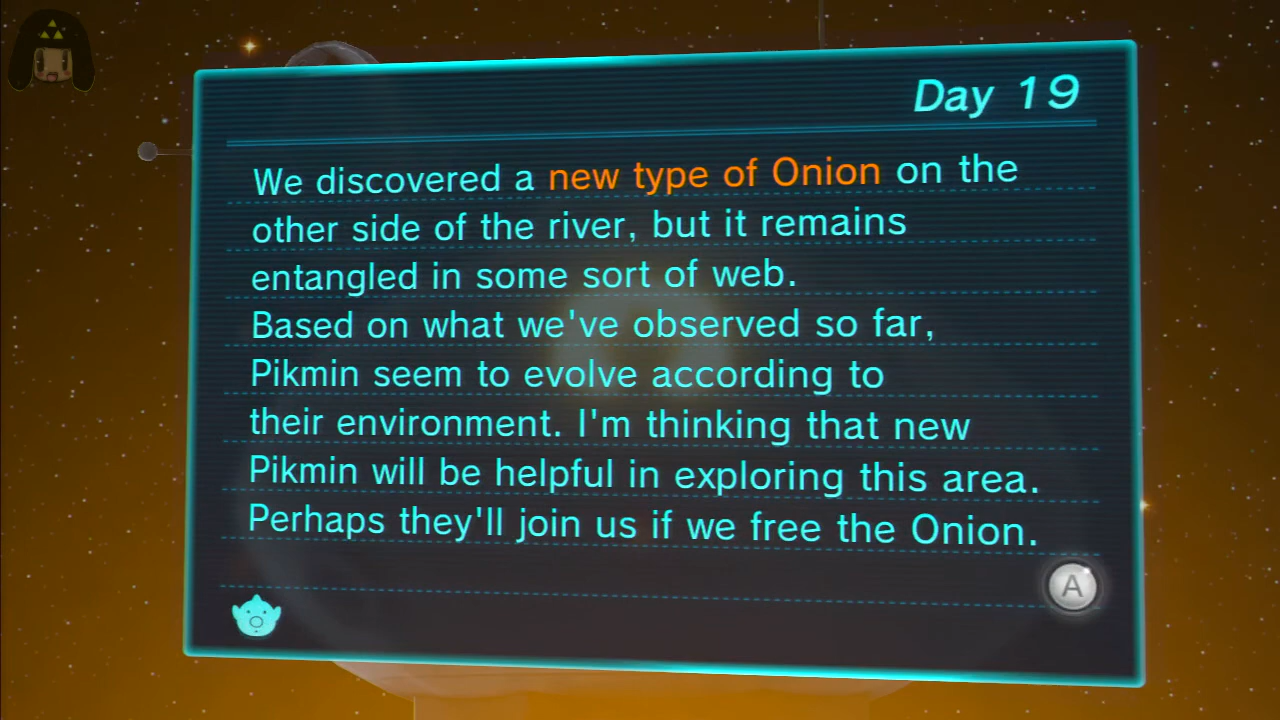 Day 19
We discovered a new type of Onion on the
other side of the river, but it remains
entangled in some sort of web.
Based on what we've observed so far,
Pikmin seem to evolve according to
their environment. I'm thinking that new
Pikmin will be helpful in exploring this area.
Perhaps they'll join us if we free the Onion.
A